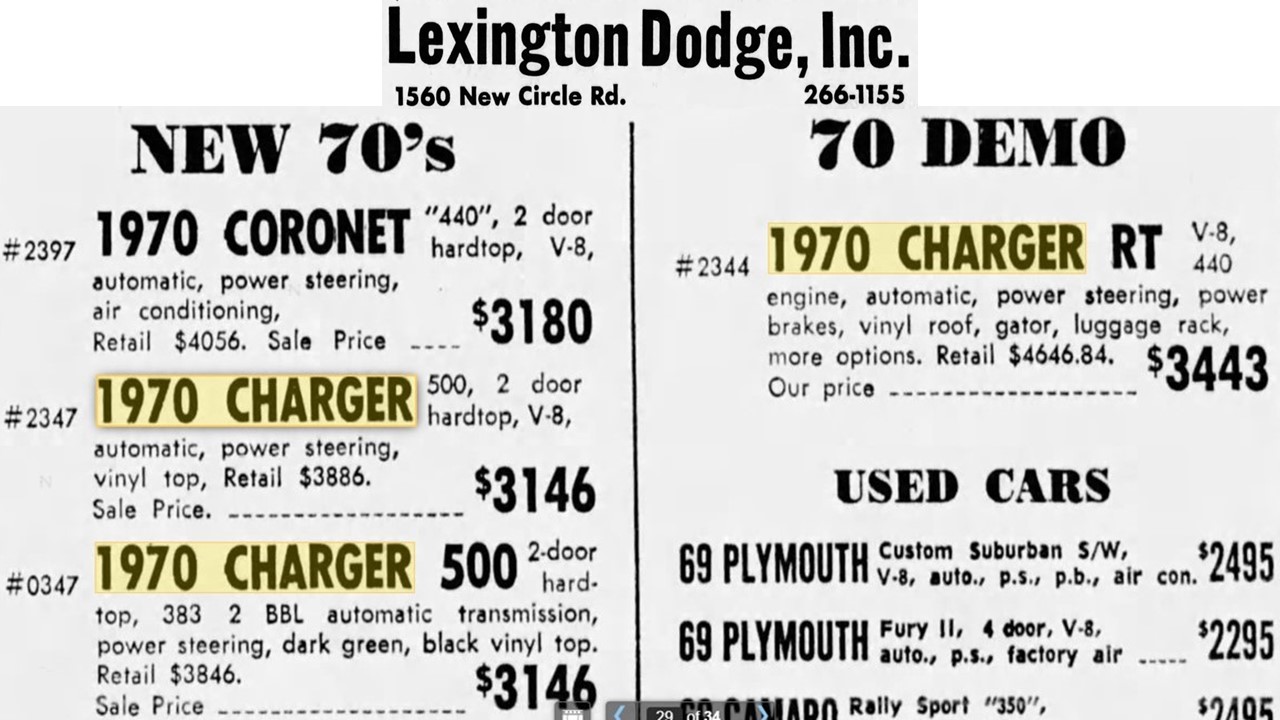 Lexington Dodge, Inc.
1560 New Circle Rd. 266-1155
NEW 70's
#2397 1970 CORONET "440", 2 door
hardtop, V-8,
automatic, power steering,
air conditioning,
Retail $4056. Sale Price ---- $3180
#2347 1970 CHARGER 500, 2 door
hardtop, V-8,
automatic, power steering,
vinyl top, Retail $3886.
Sale Price. ------------------ $3146
#0347 1970 CHARGER 500 2-door
hard-
top, 383 2 BBL automatic transmission,
power steering, dark green, black vinyl top.
Retail $3846.
Sale Price ------------------- $3146
70 DEMO
#2344 1970 CHARGER RT V-8,
440
engine, automatic, power steering, power
brakes, vinyl roof, gator, luggage rack,
more options. Retail $4646.84.
Our price ------------------- $3443
USED CARS
69 PLYMOUTH Custom Suburban S/W,
V-8, auto., p.s., p.b., air con. $2495
69 PLYMOUTH Fury II, 4 door, V-8,
auto., p.s., factory air ----- $2295
69 CAMARO Rally Sport "350", $2495
29 of 34